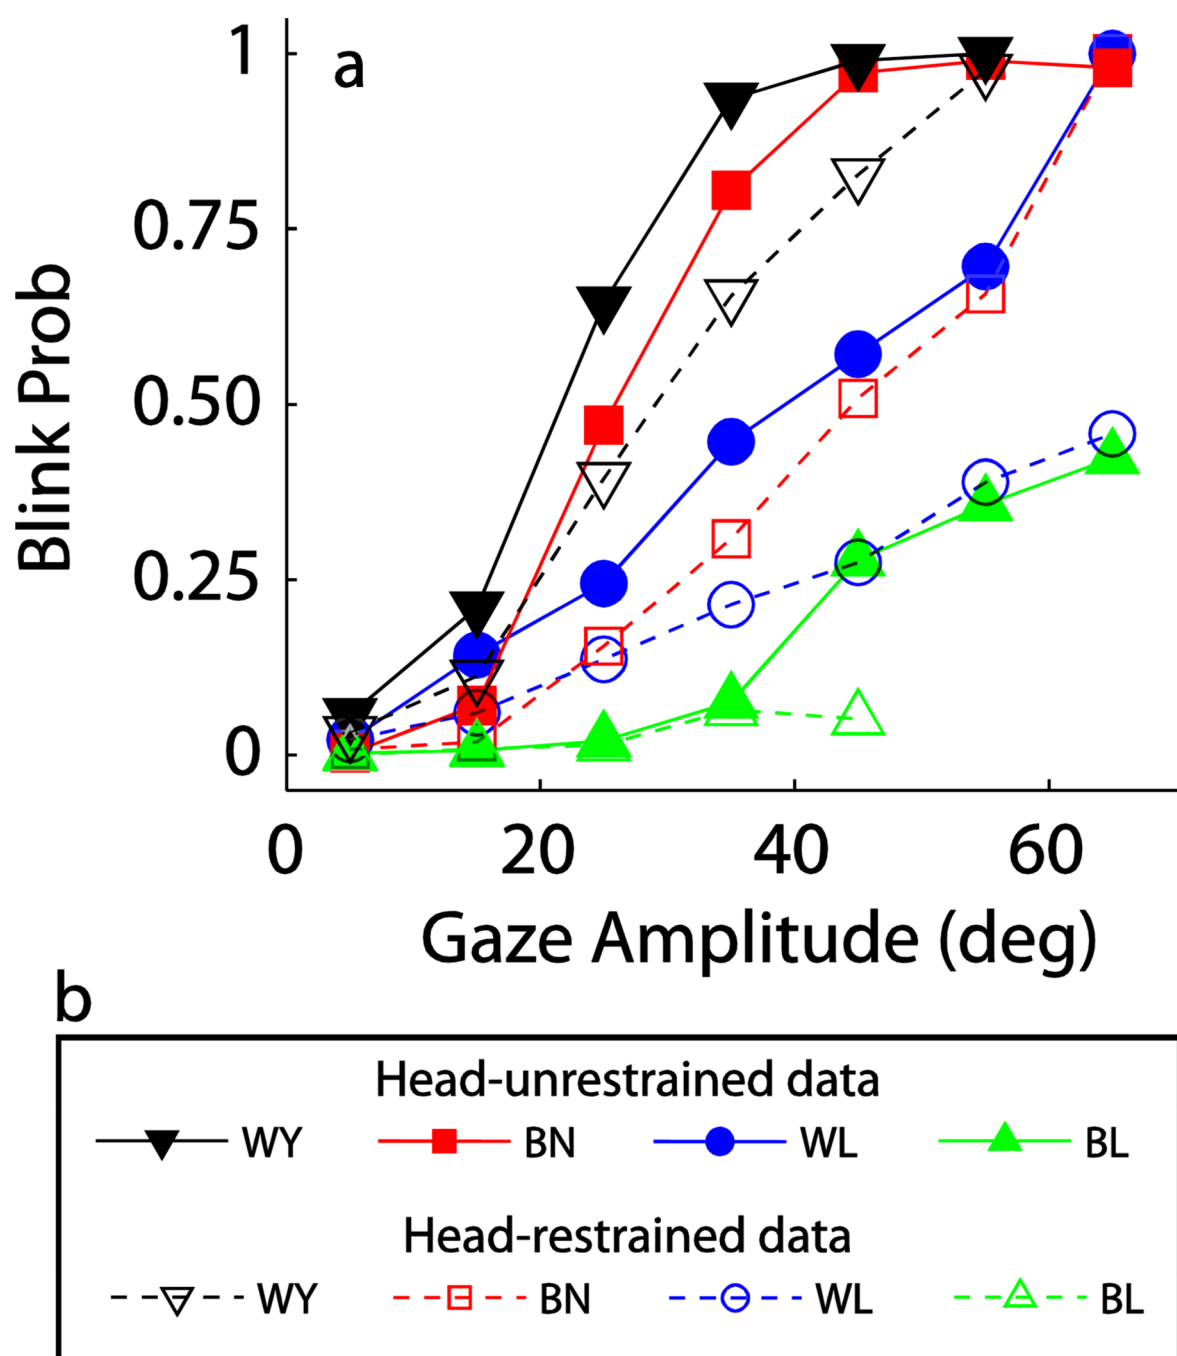 a
1
0.75
0.50
0.25
0
Blink Prob
0 20 40 60
Gaze Amplitude (deg)
b
Head-unrestrained data
WY BN WL BL
Head-restrained data
WY BN WL BL